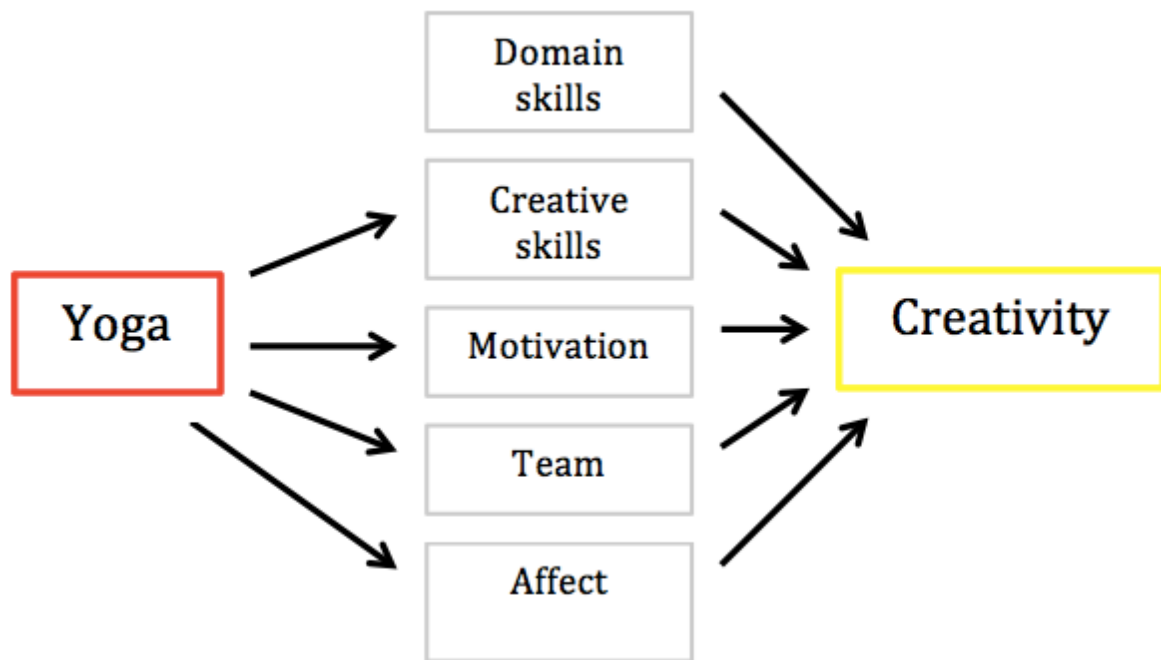 Domain
skills
Creative
skills
Yoga
Motivation
Creativity
Team
Affect